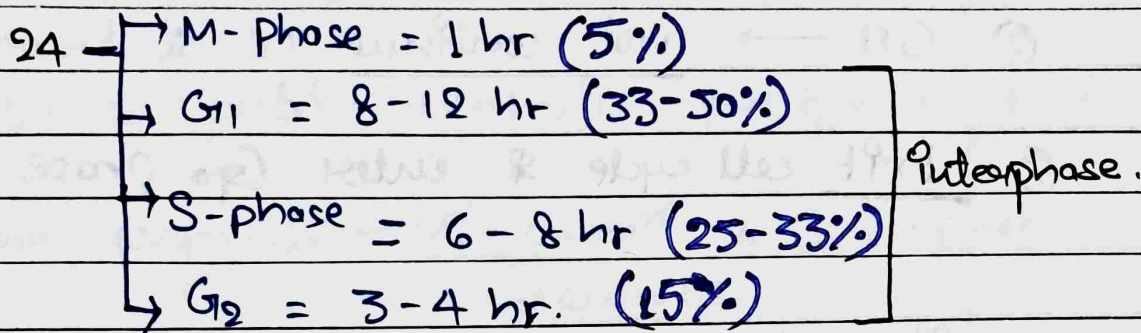 24 → M-phase = 1 hr (5%)
→ G1 = 8-12 hr (33-50%)
→ S-phase = 6-8 hr (25-33%)
→ G2 = 3-4 hr. (15%)
interphase.